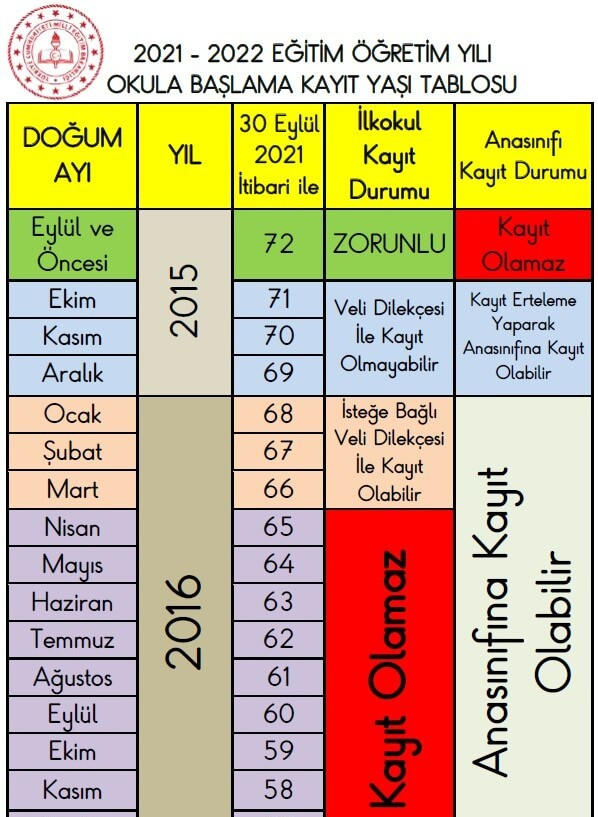 2021 - 2022 EĞİTİM ÖĞRETİM YILI
OKULA BAŞLAMA KAYIT YAŞI TABLOSU
DOĞUM
AYI
YIL
30 Eylül
2021
İtibari ile
İlkokul
Kayıt
Durumu
Anasınıfı
Kayıt Durumu
Eylül ve
Öncesi
2015
72
ZORUNLU
Kayıt
Olamaz
Ekim
71
Kasım
70
Aralık
69
Veli Dilekçesi
İle Kayıt
Olmayabilir
Kayıt Erteleme
Yaparak
Anasınıfına Kayıt
Olabilir
2016
Ocak
68
Şubat
67
Mart
66
İsteğe Bağlı
Veli Dilekçesi
İle Kayıt
Olabilir
Anasınıfına Kayıt
Olabilir
Nisan
65
Mayıs
64
Haziran
63
Temmuz
62
Ağustos
61
Eylül
60
Ekim
59
Kasım
58
Kayıt Olamaz